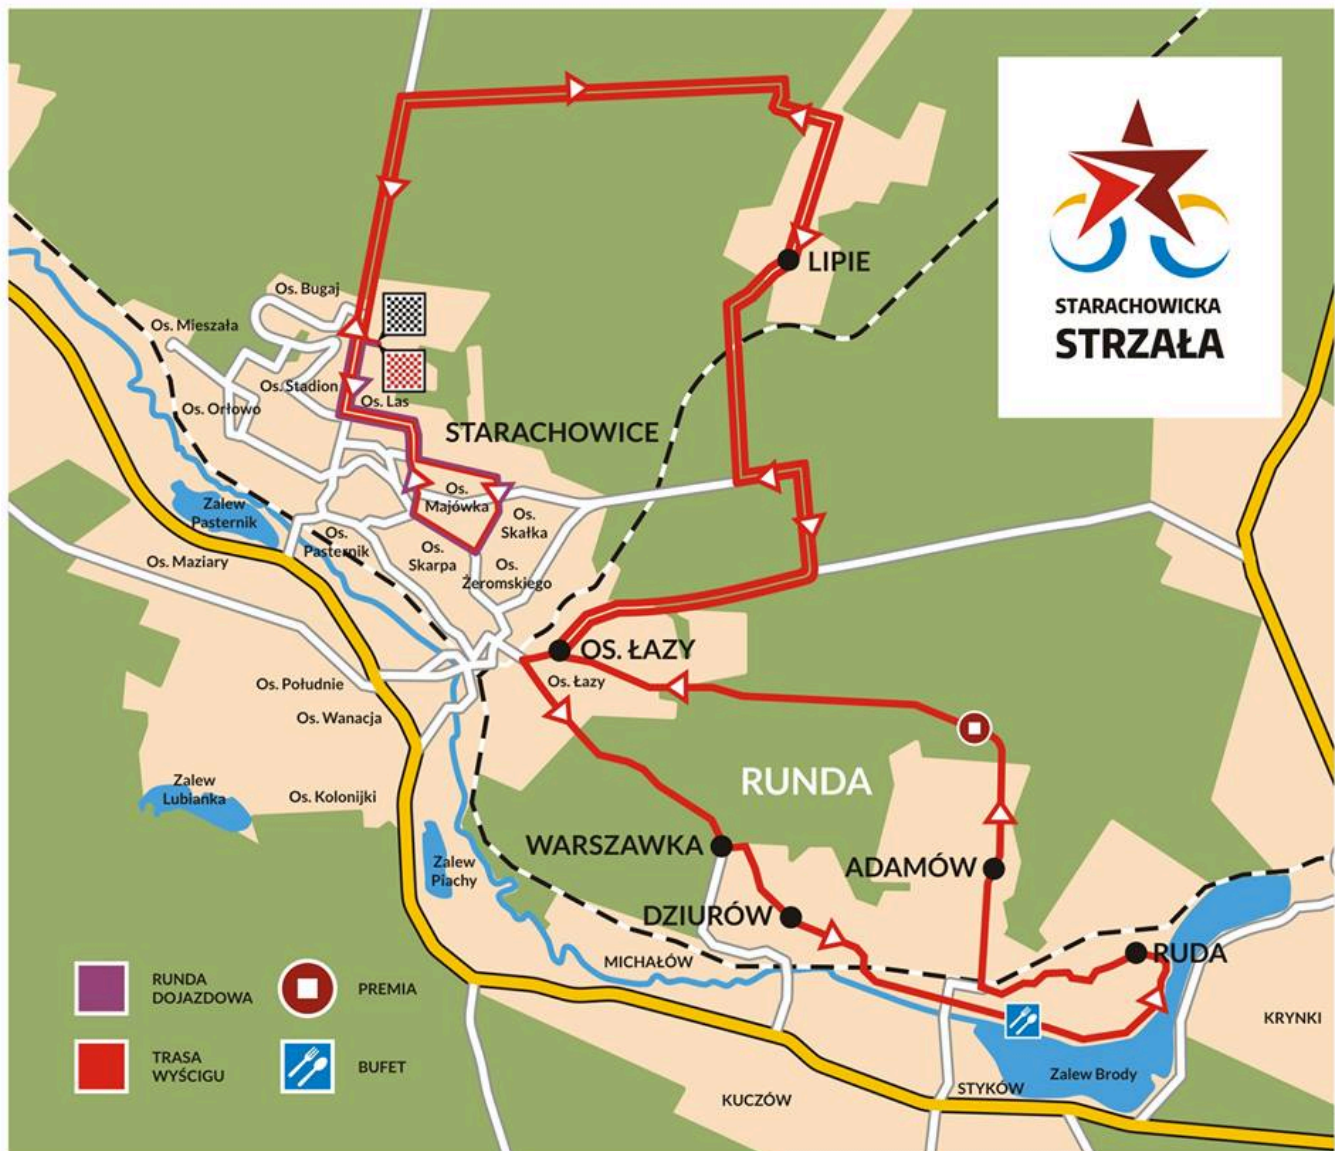 STARACHOWICKA
STRZAŁA
LIPIE
Os. Bugaj
Os. Mieszała
Os. Stadion
Os. Las
Os. Orłowo
STARACHOWICE
Os.
Majówka
Zalew
Pasternik
Os.
Skałka
Os.
Pasternik
Os.
Skarpa
Os. Maziary
Os.
Żeromskiego
OS. ŁAZY
Os. Łazy
Os. Południe
Os. Wanacja
RUNDA
Zalew
Lubianka
Os. Kolonijki
WARSZAWKA
ADAMÓW
Zalew
Piachy
DZIURÓW
RUDA
MICHAŁÓW
RUNDA
DOJAZDOWA
PREMIA
KRYNKI
TRASA
WYŚCIGU
BUFET
Zalew Brody
STYKÓW
KUCZÓW